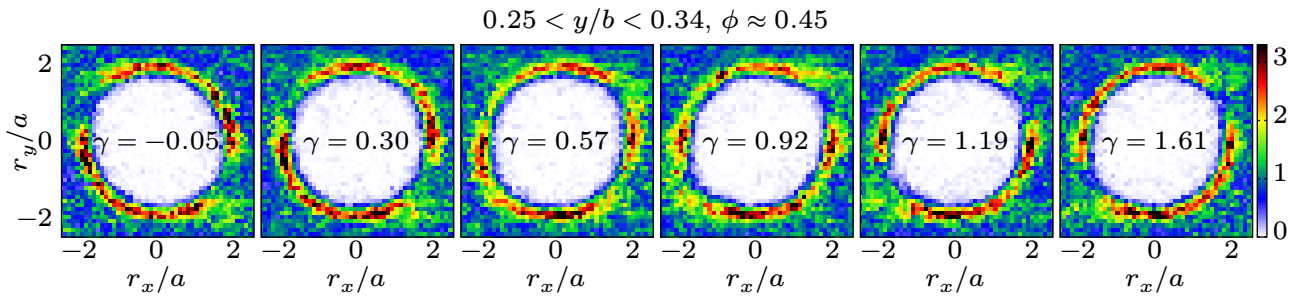 0.25 < y/b < 0.34, ϕ ≈ 0.45
r_y/a
2
0
−2
γ = −0.05 γ = 0.30 γ = 0.57 γ = 0.92 γ = 1.19 γ = 1.61
3
2
1
0
−2 0 2 −2 0 2 −2 0 2 −2 0 2 −2 0 2 −2 0 2
r_x/a r_x/a r_x/a r_x/a r_x/a r_x/a